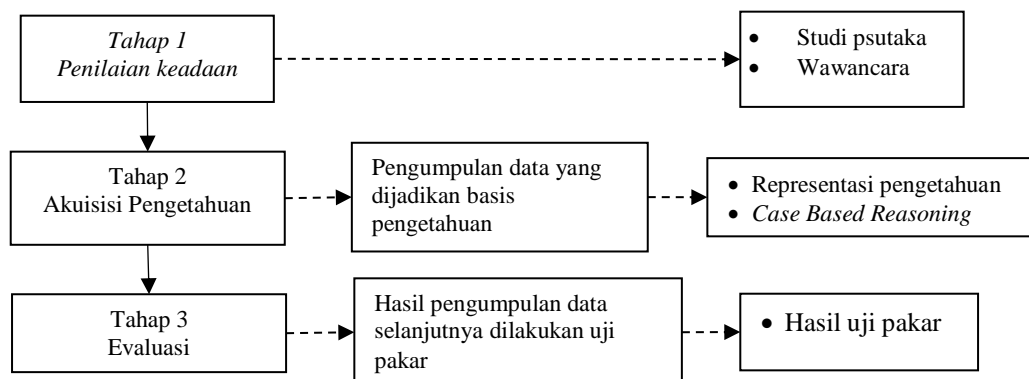 Tahap 1
Penilaian keadaan
• Studi psutaka
• Wawancara
Tahap 2
Akuisisi Pengetahuan
Pengumpulan data yang
dijadikan basis
pengetahuan
• Representasi pengetahuan
• Case Based Reasoning
Tahap 3
Evaluasi
Hasil pengumpulan data
selanjutnya dilakukan uji
pakar
• Hasil uji pakar